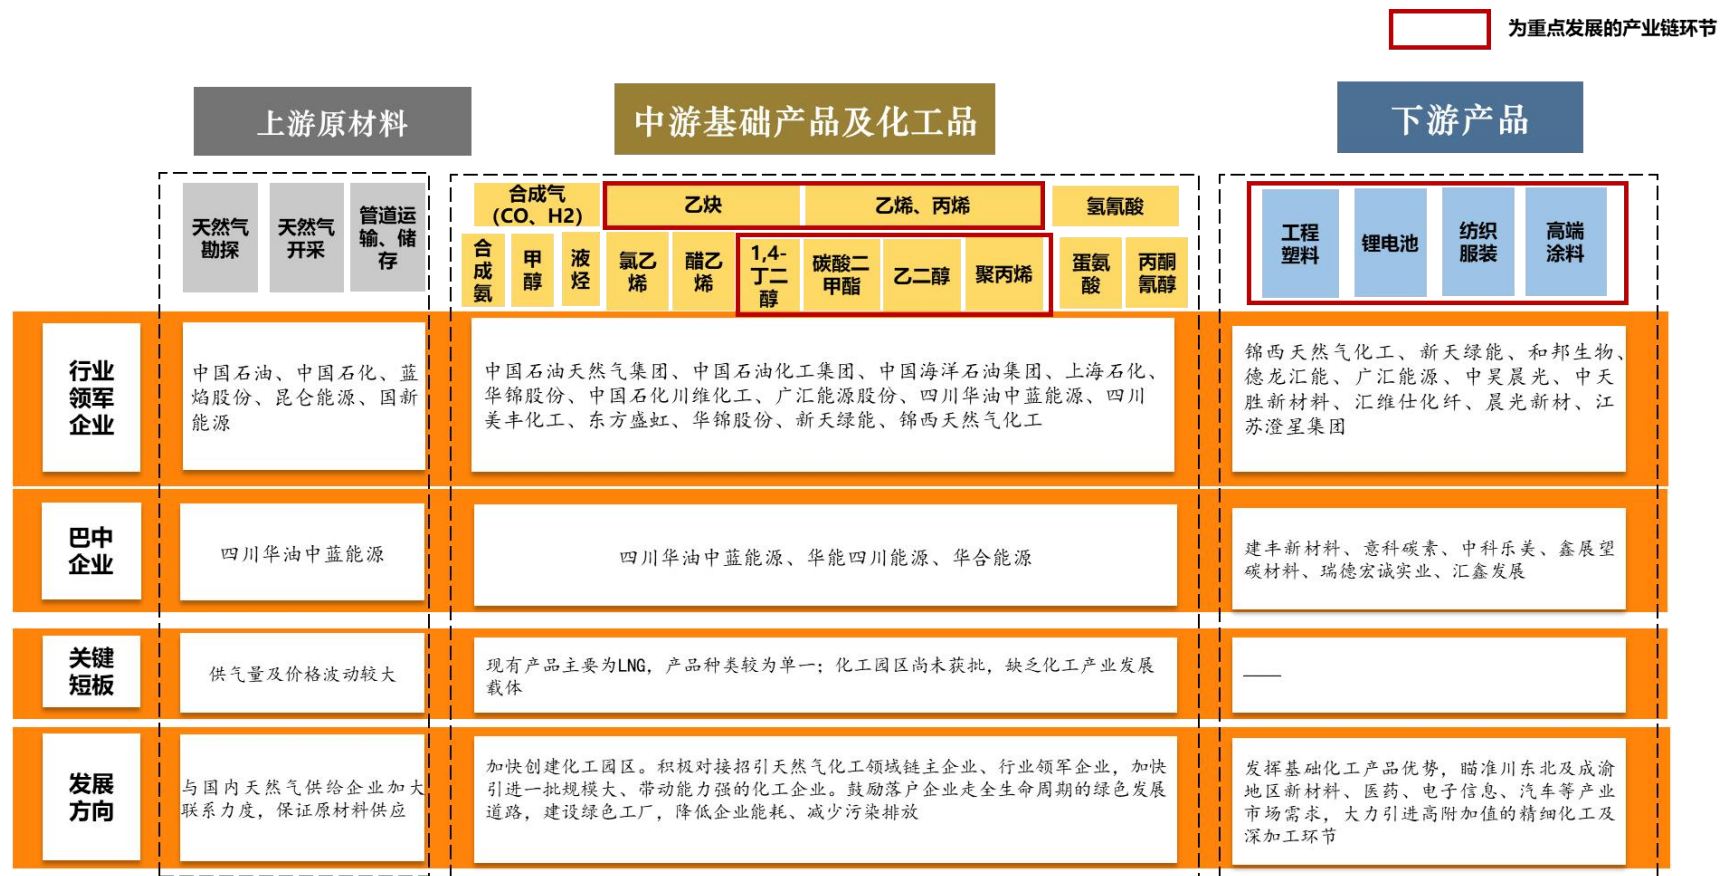 为重点发展的产业链环节
上游原材料
中游基础产品及化工品
下游产品
天然气
勘探
天然气
开采
管道运
输、储
存
合成气
(CO、H2)
乙炔
乙烯、丙烯
氢氰酸
合
成
氨
甲
醇
液
烃
氯乙
烯
醋乙
烯
1,4-
丁二
醇
碳酸二
甲酯
乙二醇
聚丙烯
蛋氨
酸
丙酮
氰醇
工程
塑料
锂电池
纺织
服装
高端
涂料
行业
领军
企业
中国石油、中国石化、蓝
焰股份、昆仑能源、国新
能源
中国石油天然气集团、中国石油化工集团、中国海洋石油集团、上海石化、
华锦股份、中国石化川维化工、广汇能源股份、四川华油中蓝能源、四川
美丰化工、东方盛虹、华锦股份、新天绿能、锦西天然气化工
锦西天然气化工、新天绿能、和邦生物、
德龙汇能、广汇能源、中昊晨光、中天
胜新材料、汇维仕化纤、晨光新材、江
苏澄星集团
巴中
企业
四川华油中蓝能源
四川华油中蓝能源、华能四川能源、华合能源
建丰新材料、意科碳素、中科乐美、鑫展望
碳材料、瑞德宏诚实业、汇鑫发展
关键
短板
供气量及价格波动较大
现有产品主要为LNG，产品种类较为单一；化工园区尚未获批，缺乏化工产业发展
载体
——
发展
方向
与国内天然气供给企业加大
联系力度，保证原材料供应
加快创建化工园区。积极对接招引天然气化工领域链主企业、行业领军企业，加快
引进一批规模大、带动能力强的化工企业。鼓励落户企业走全生命周期的绿色发展
道路，建设绿色工厂，降低企业能耗、减少污染排放
发挥基础化工产品优势，瞄准川东北及成渝
地区新材料、医药、电子信息、汽车等产业
市场需求，大力引进高附加值的精细化工及
深加工环节